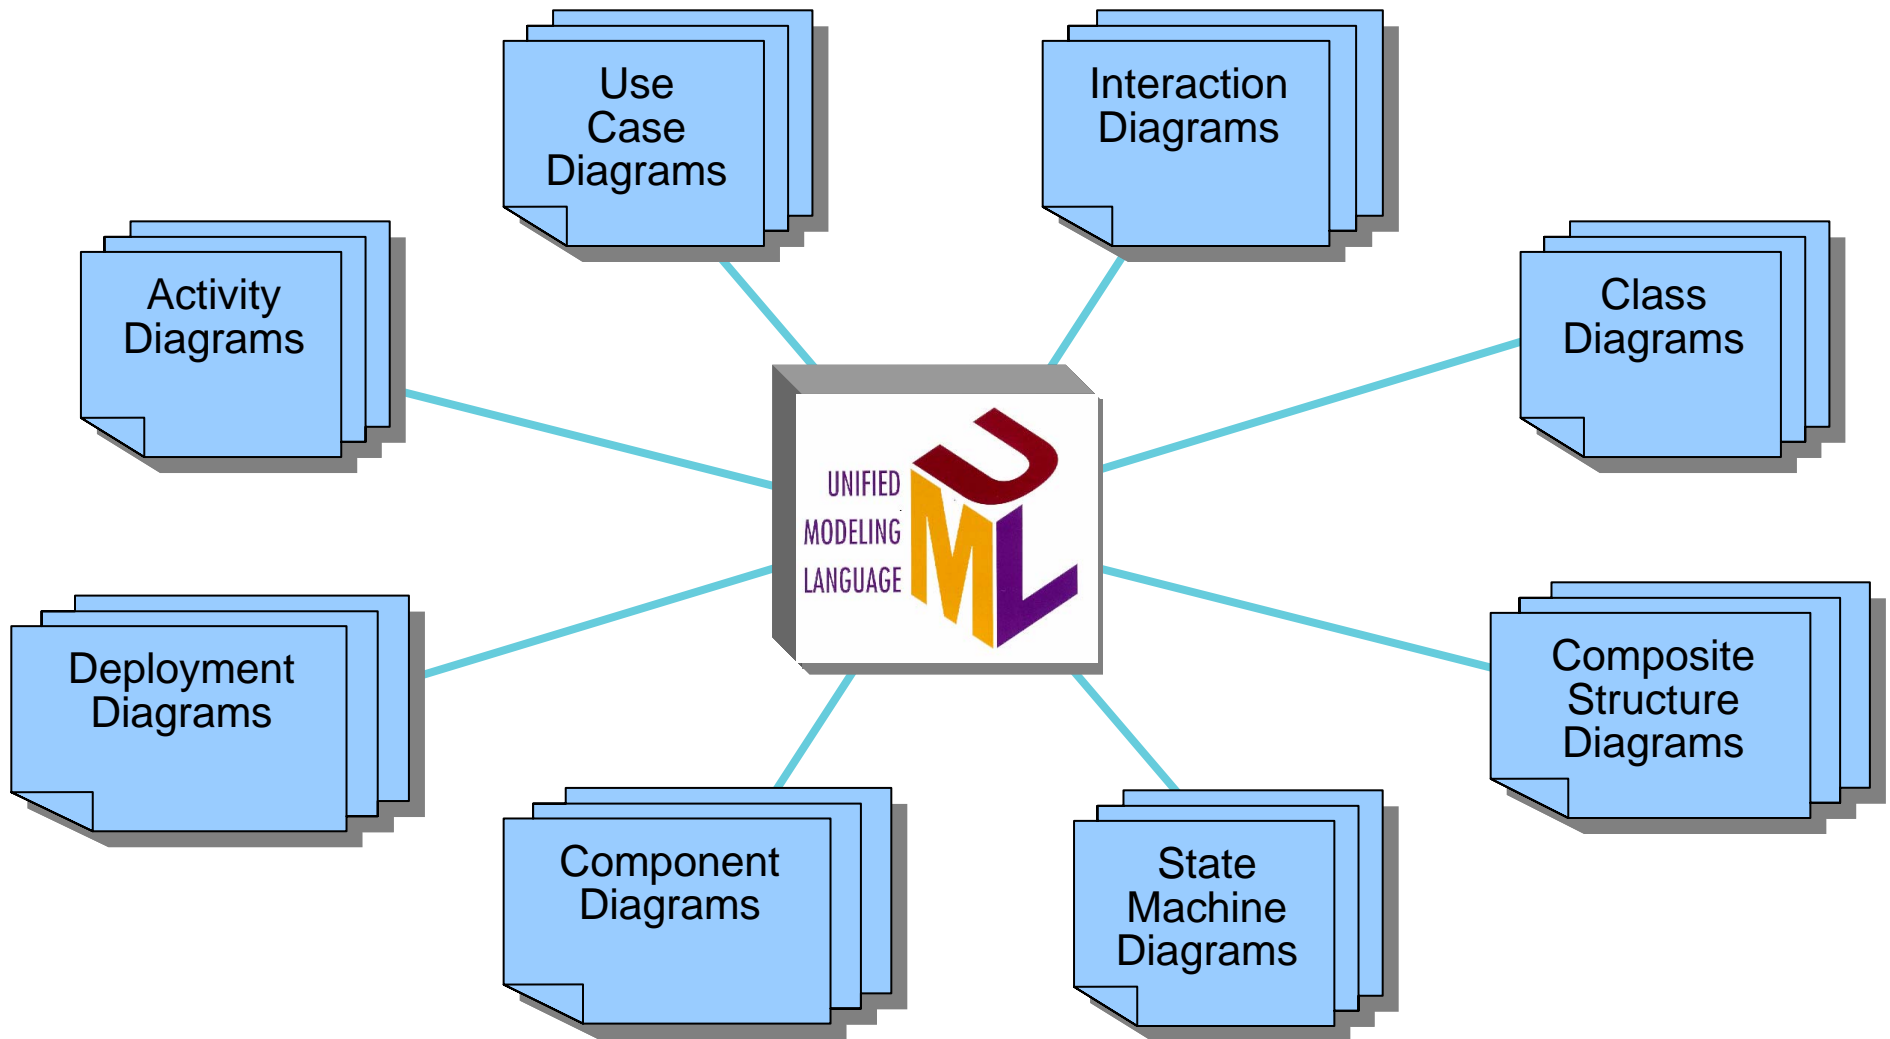 Use
Case
Diagrams
Interaction
Diagrams
Activity
Diagrams
Class
Diagrams
UNIFIED
MODELING
LANGUAGE
UML
Deployment
Diagrams
Composite
Structure
Diagrams
Component
Diagrams
State
Machine
Diagrams